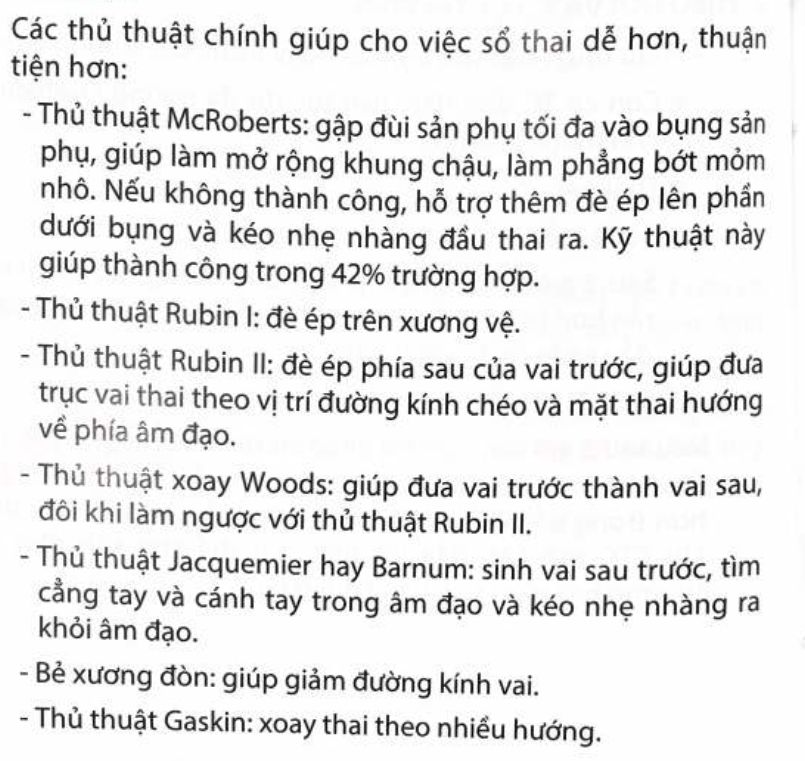 Các thủ thuật chính giúp cho việc sổ thai dễ hơn, thuận
tiện hơn:
- Thủ thuật McRoberts: gập đùi sản phụ tối đa vào bụng sản
phụ, giúp làm mở rộng khung chậu, làm phẳng bớt mỏm
nhô. Nếu không thành công, hỗ trợ thêm đè ép lên phần
dưới bụng và kéo nhẹ nhàng đầu thai ra. Kỹ thuật này
giúp thành công trong 42% trường hợp.
- Thủ thuật Rubin I: đè ép trên xương vệ.
- Thủ thuật Rubin II: đè ép phía sau của vai trước, giúp đưa
trục vai thai theo vị trí đường kính chéo và mặt thai hướng
về phía âm đạo.
- Thủ thuật xoay Woods: giúp đưa vai trước thành vai sau,
đôi khi làm ngược với thủ thuật Rubin II.
- Thủ thuật Jacquemier hay Barnum: sinh vai sau trước, tìm
cẳng tay và cánh tay trong âm đạo và kéo nhẹ nhàng ra
khỏi âm đạo.
- Bẻ xương đòn: giúp giảm đường kính vai.
- Thủ thuật Gaskin: xoay thai theo nhiều hướng.